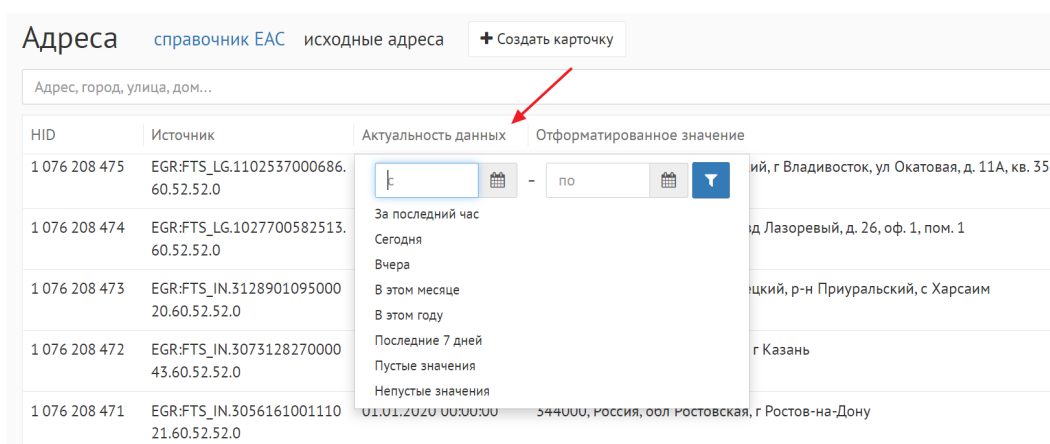 Адреса справочник ЕАС исходные адреса Создать карточку
Адрес, город, улица, дом...
HID Источник Актуальность данных Отформатированное значение
1 076 208 475 EGR:FTS_LG.1102537000686. ий, г Владивосток, ул Окатовая, д. 11А, кв. 35
60.52.52.0
с – по
За последний час
1 076 208 474 EGR:FTS_LG.1027700582513. зд Лазоревый, д. 26, оф. 1, пом. 1
60.52.52.0
Сегодня
Вчера
1 076 208 473 EGR:FTS_IN.3128901095000 ецкий, р-н Приуральский, с Харсаим
20.60.52.52.0
В этом месяце
В этом году
1 076 208 472 EGR:FTS_IN.3073128270000 г Казань
43.60.52.52.0
Последние 7 дней
Пустые значения
Непустые значения
1 076 208 471 EGR:FTS_IN.3056161001110 01.01.2020 00:00:00 344000, Россия, обл Ростовская, г Ростов-на-Дону
21.60.52.52.0